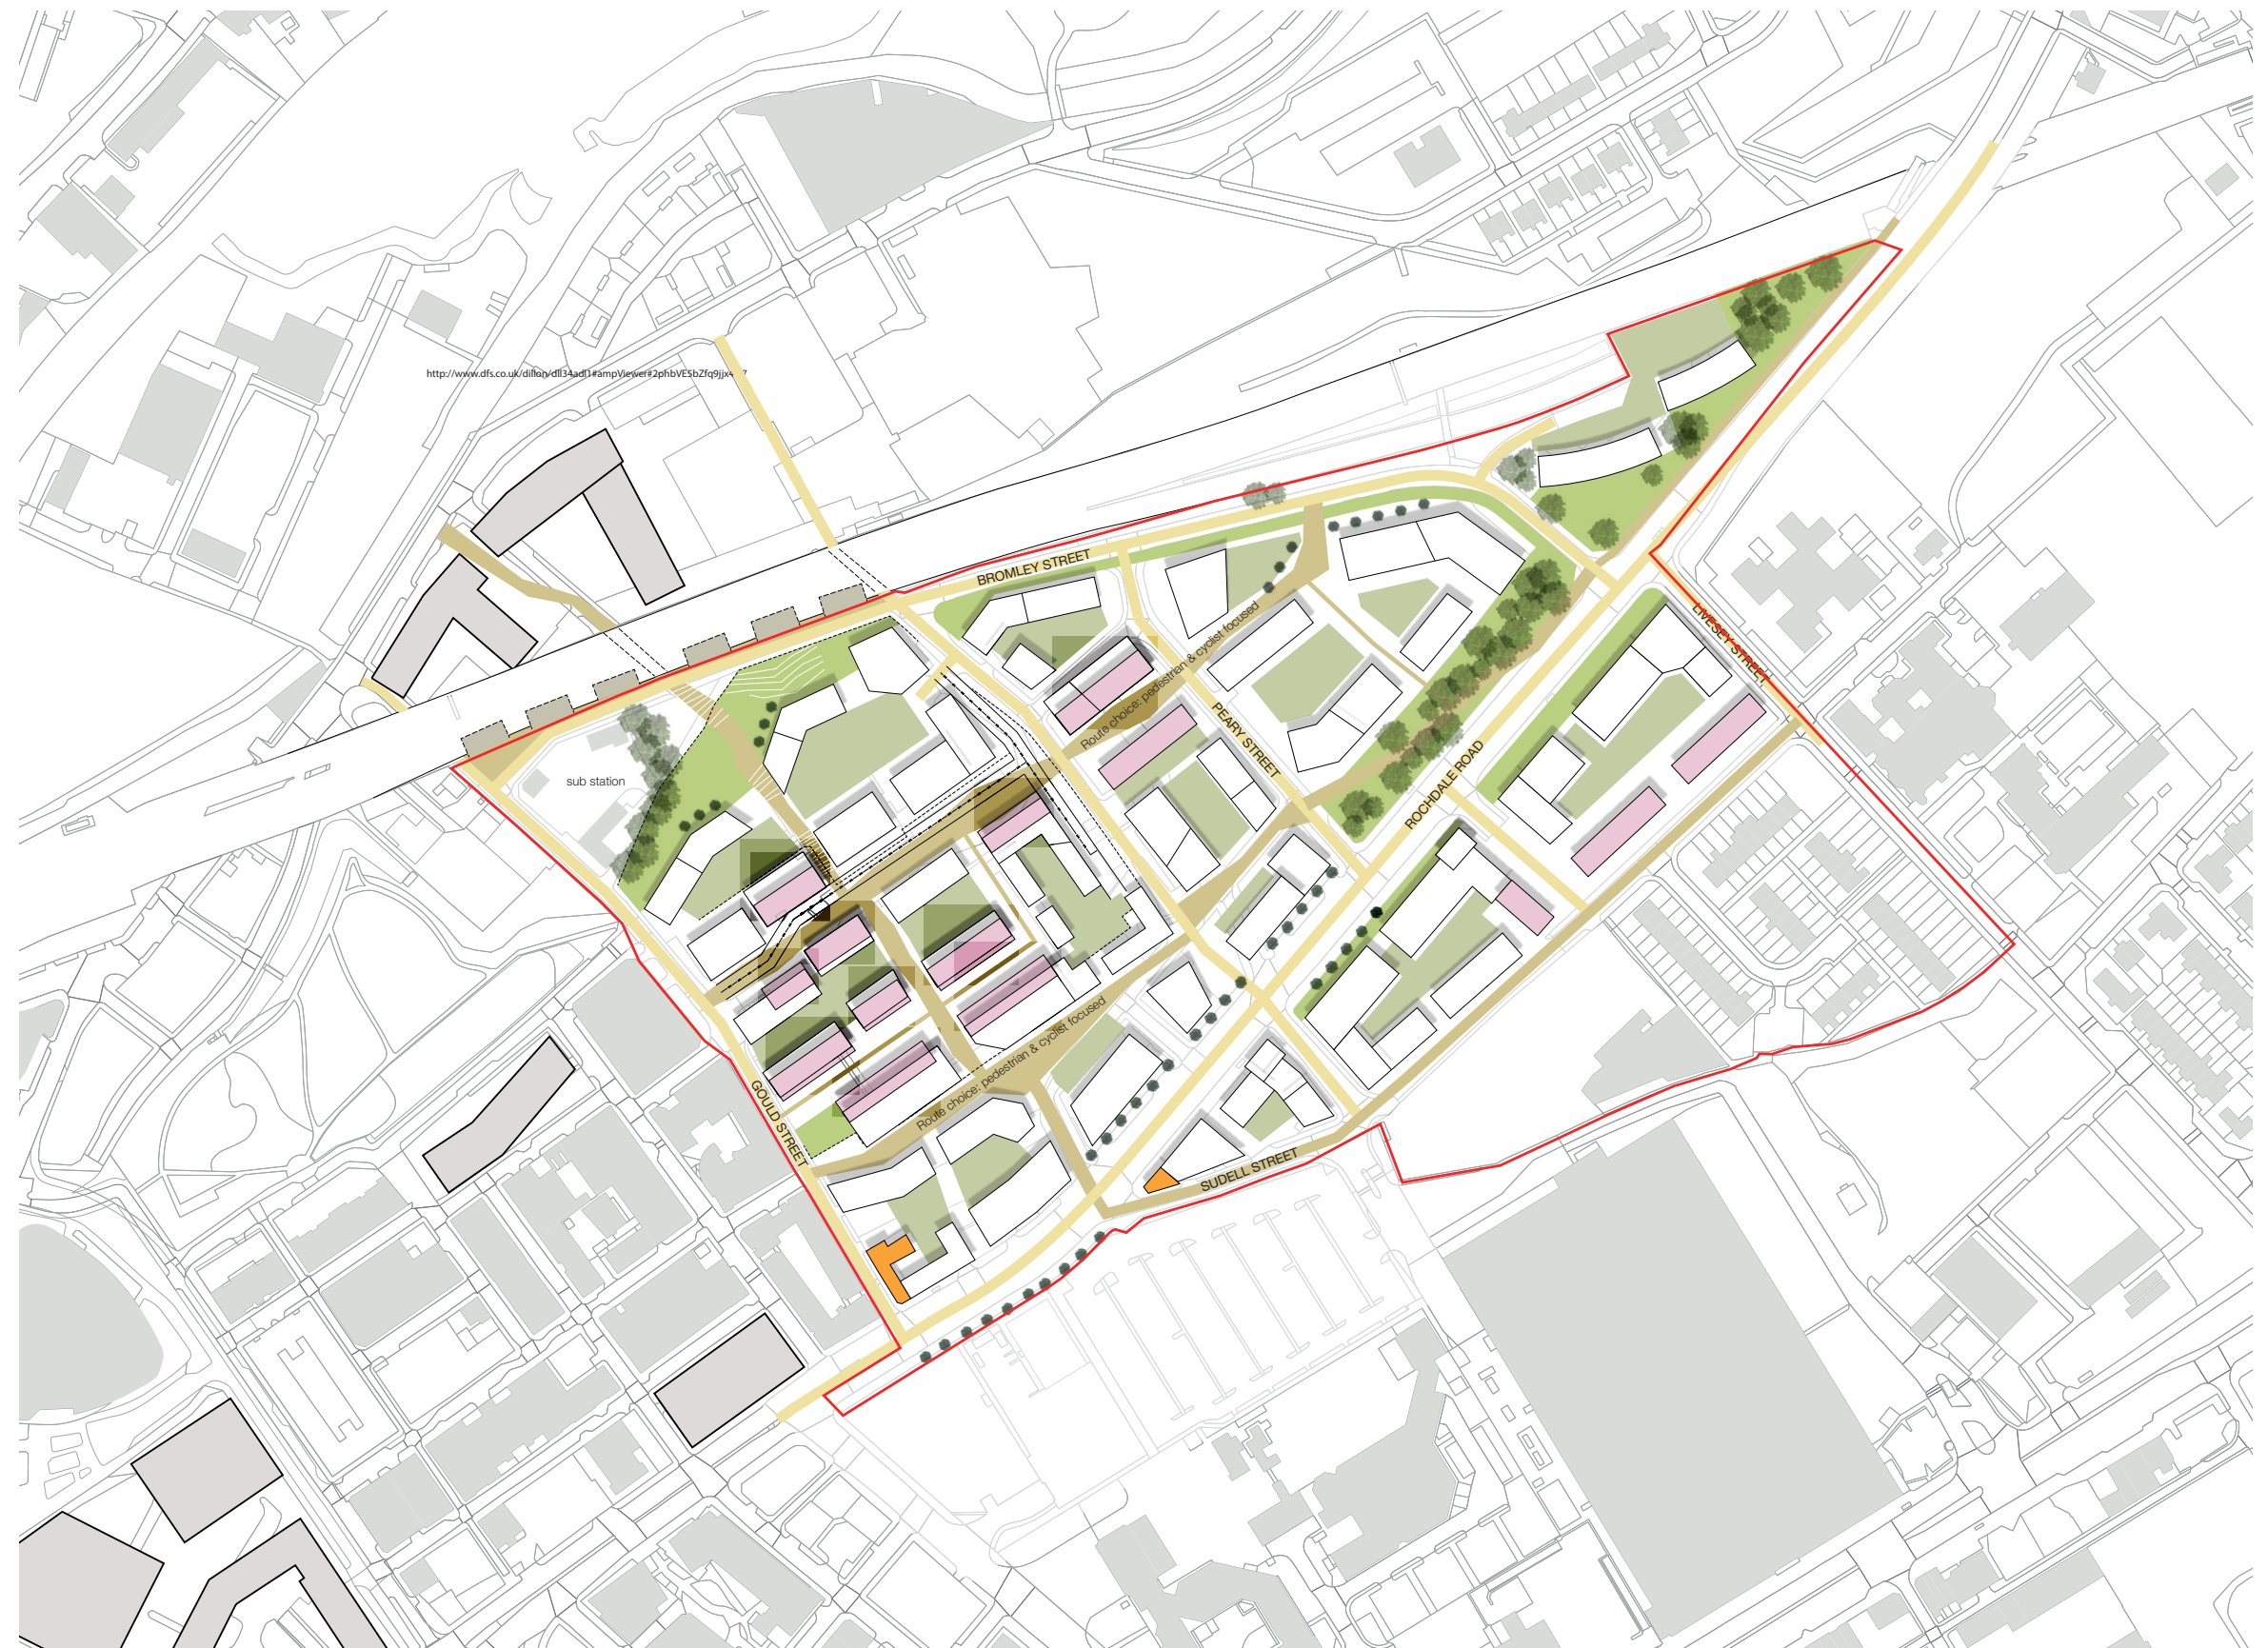 http://www.dfs.co.uk/dillon/dll34adl1#ampViewer#2phbVE5bZfq9jjx
BROMLEY STREET
LIVESEY STREET
Route choice: pedestrian & cyclist focused
PEARY STREET
sub station
ROCHDALE ROAD
Route choice: pedestrian & cyclist focused
GOULD STREET
SUDELL STREET